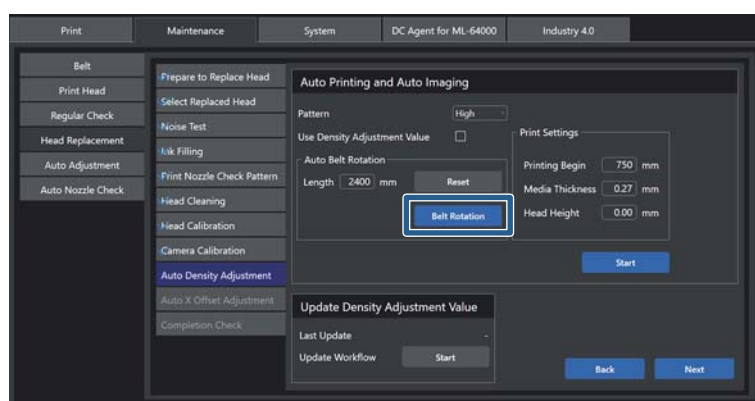 Print
Maintenance
System
DC Agent for ML-64000
Industry 4.0
Belt
Print Head
Regular Check
Head Replacement
Auto Adjustment
Auto Nozzle Check
Prepare to Replace Head
Select Replaced Head
Noise Test
Ink Filling
Print Nozzle Check Pattern
Head Cleaning
Head Calibration
Camera Calibration
Auto Density Adjustment
Auto X Offset Adjustment
Completion Check
Auto Printing and Auto Imaging
Pattern High
Use Density Adjustment Value
Auto Belt Rotation
Length 2400 mm Reset
Belt Rotation
Print Settings
Printing Begin 750 mm
Media Thickness 0.27 mm
Head Height 0.00 mm
Start
Update Density Adjustment Value
Last Update -
Update Workflow Start
Back
Next